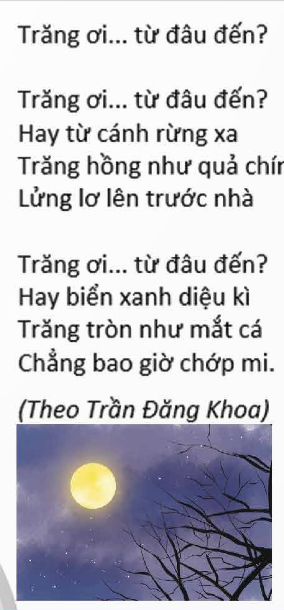 Trăng ơi... từ đâu đến?
Trăng ơi... từ đâu đến?
Hay từ cánh rừng xa
Trăng hồng như quả chín
Lửng lơ lên trước nhà
Trăng ơi... từ đâu đến?
Hay biển xanh diệu kì
Trăng tròn như mắt cá
Chẳng bao giờ chớp mi.
(Theo Trần Đăng Khoa)